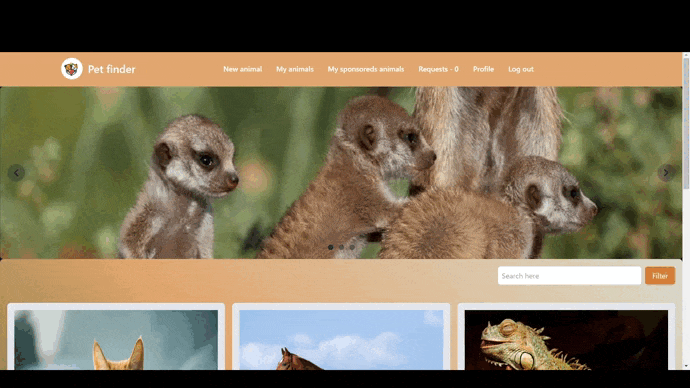 Pet finder
New animal My animals My sponsoreds animals Requests - 0 Profile Log out
Search here Filter